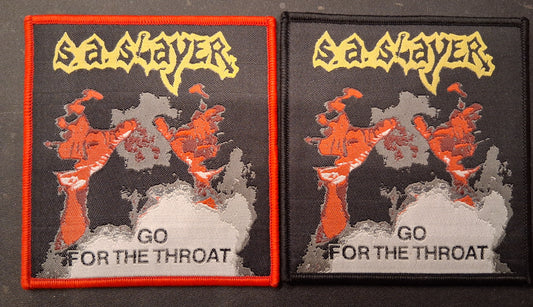 S.A. SLAYER
GO
FOR THE THROAT
S.A. SLAYER
GO
FOR THE THROAT